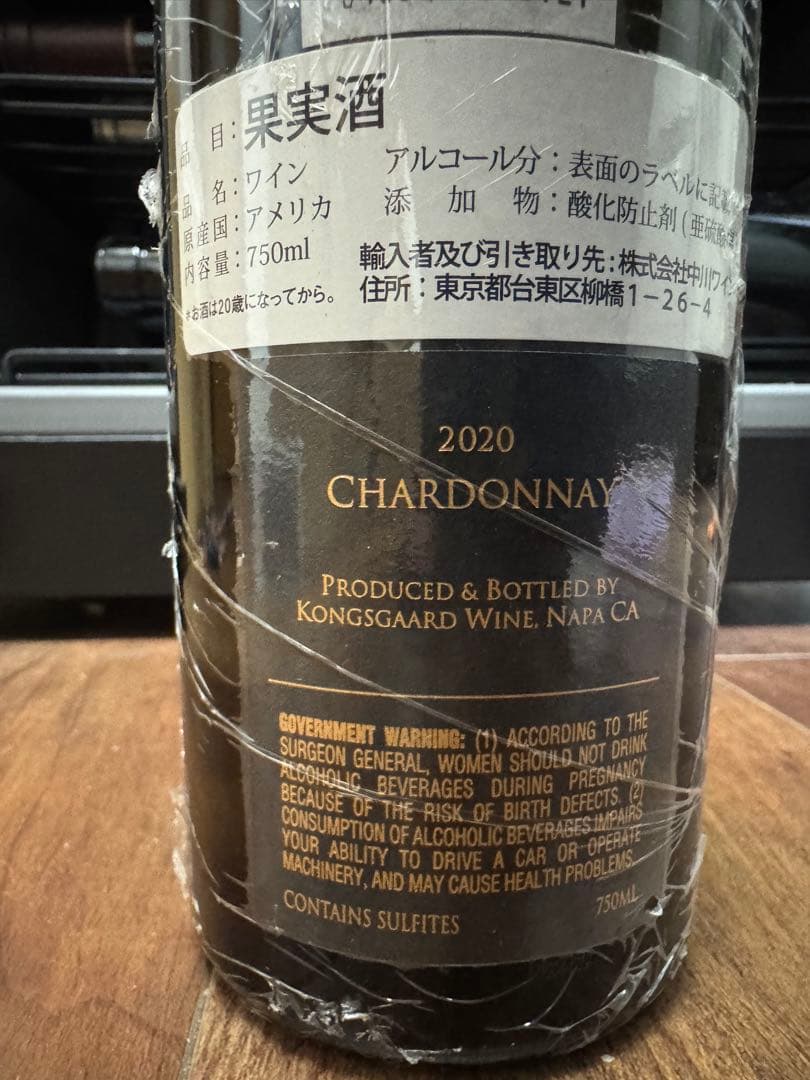 品 目：果実酒
品 名：ワイン
原産国：アメリカ
内容量：750ml
*お酒は20歳になってから。
アルコール分：表面のラベルに記
添 加 物：酸化防止剤(亜硫酸
輸入者及び引き取り先：株式会社中川ワイン
住所：東京都台東区柳橋1-26-4
2020
CHARDONNAY
PRODUCED & BOTTLED BY
KONGSGAARD WINE, NAPA CA
GOVERNMENT WARNING: (1) ACCORDING TO THE
SURGEON GENERAL, WOMEN SHOULD NOT DRINK
ALCOHOLIC BEVERAGES DURING PREGNANCY
BECAUSE OF THE RISK OF BIRTH DEFECTS. (2)
CONSUMPTION OF ALCOHOLIC BEVERAGES IMPAIRS
YOUR ABILITY TO DRIVE A CAR OR OPERATE
MACHINERY, AND MAY CAUSE HEALTH PROBLEMS.
CONTAINS SULFITES
750ML